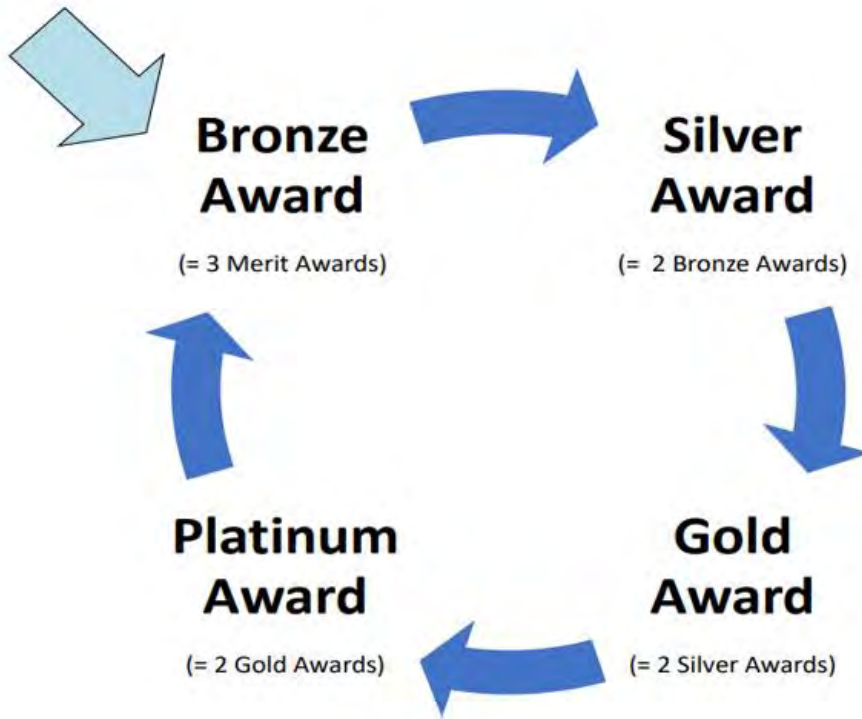 Bronze
Award
(= 3 Merit Awards)
Silver
Award
(=  2 Bronze Awards)
Gold
Award
(= 2 Silver Awards)
Platinum
Award
(= 2 Gold Awards)